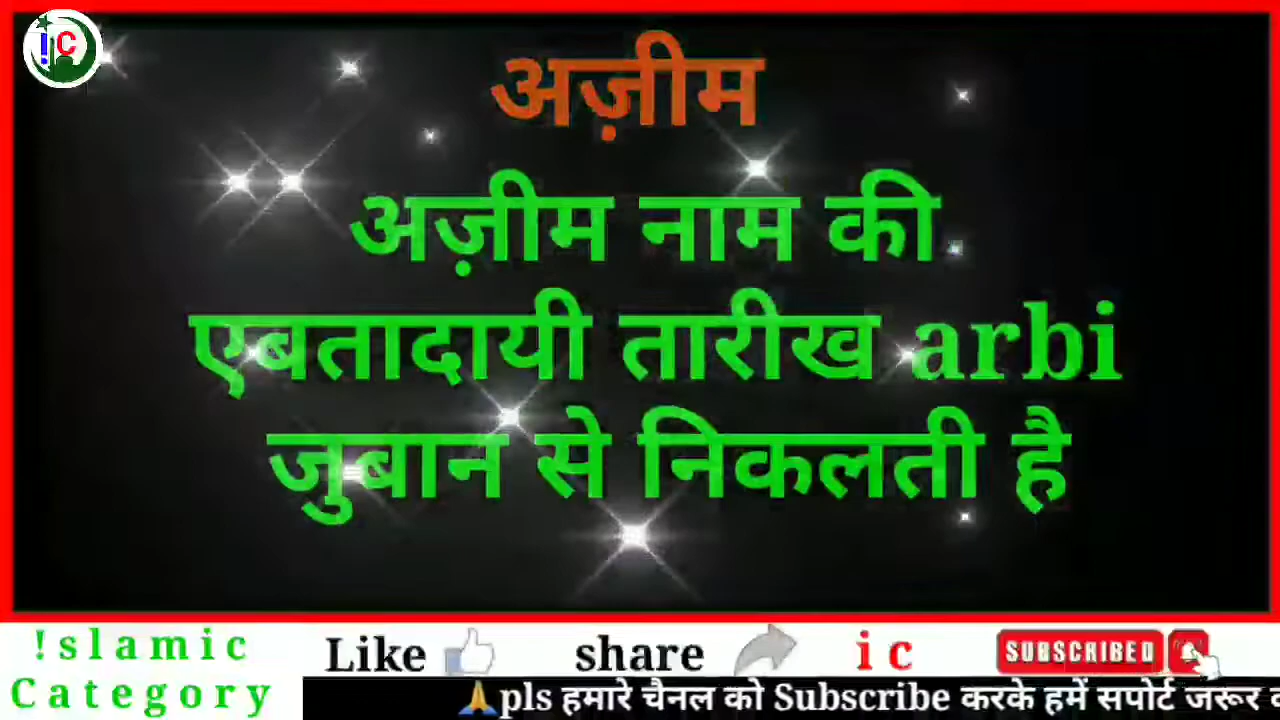 !C
अज़ीम
अज़ीम नाम की
एबतादायी तारीख arbi
जुबान से निकलती है
!slamic
Category
Like share ic SUBSCRIBED
🙏pls हमारे चैनल को Subscribe करके हमें सपोर्ट जरूर